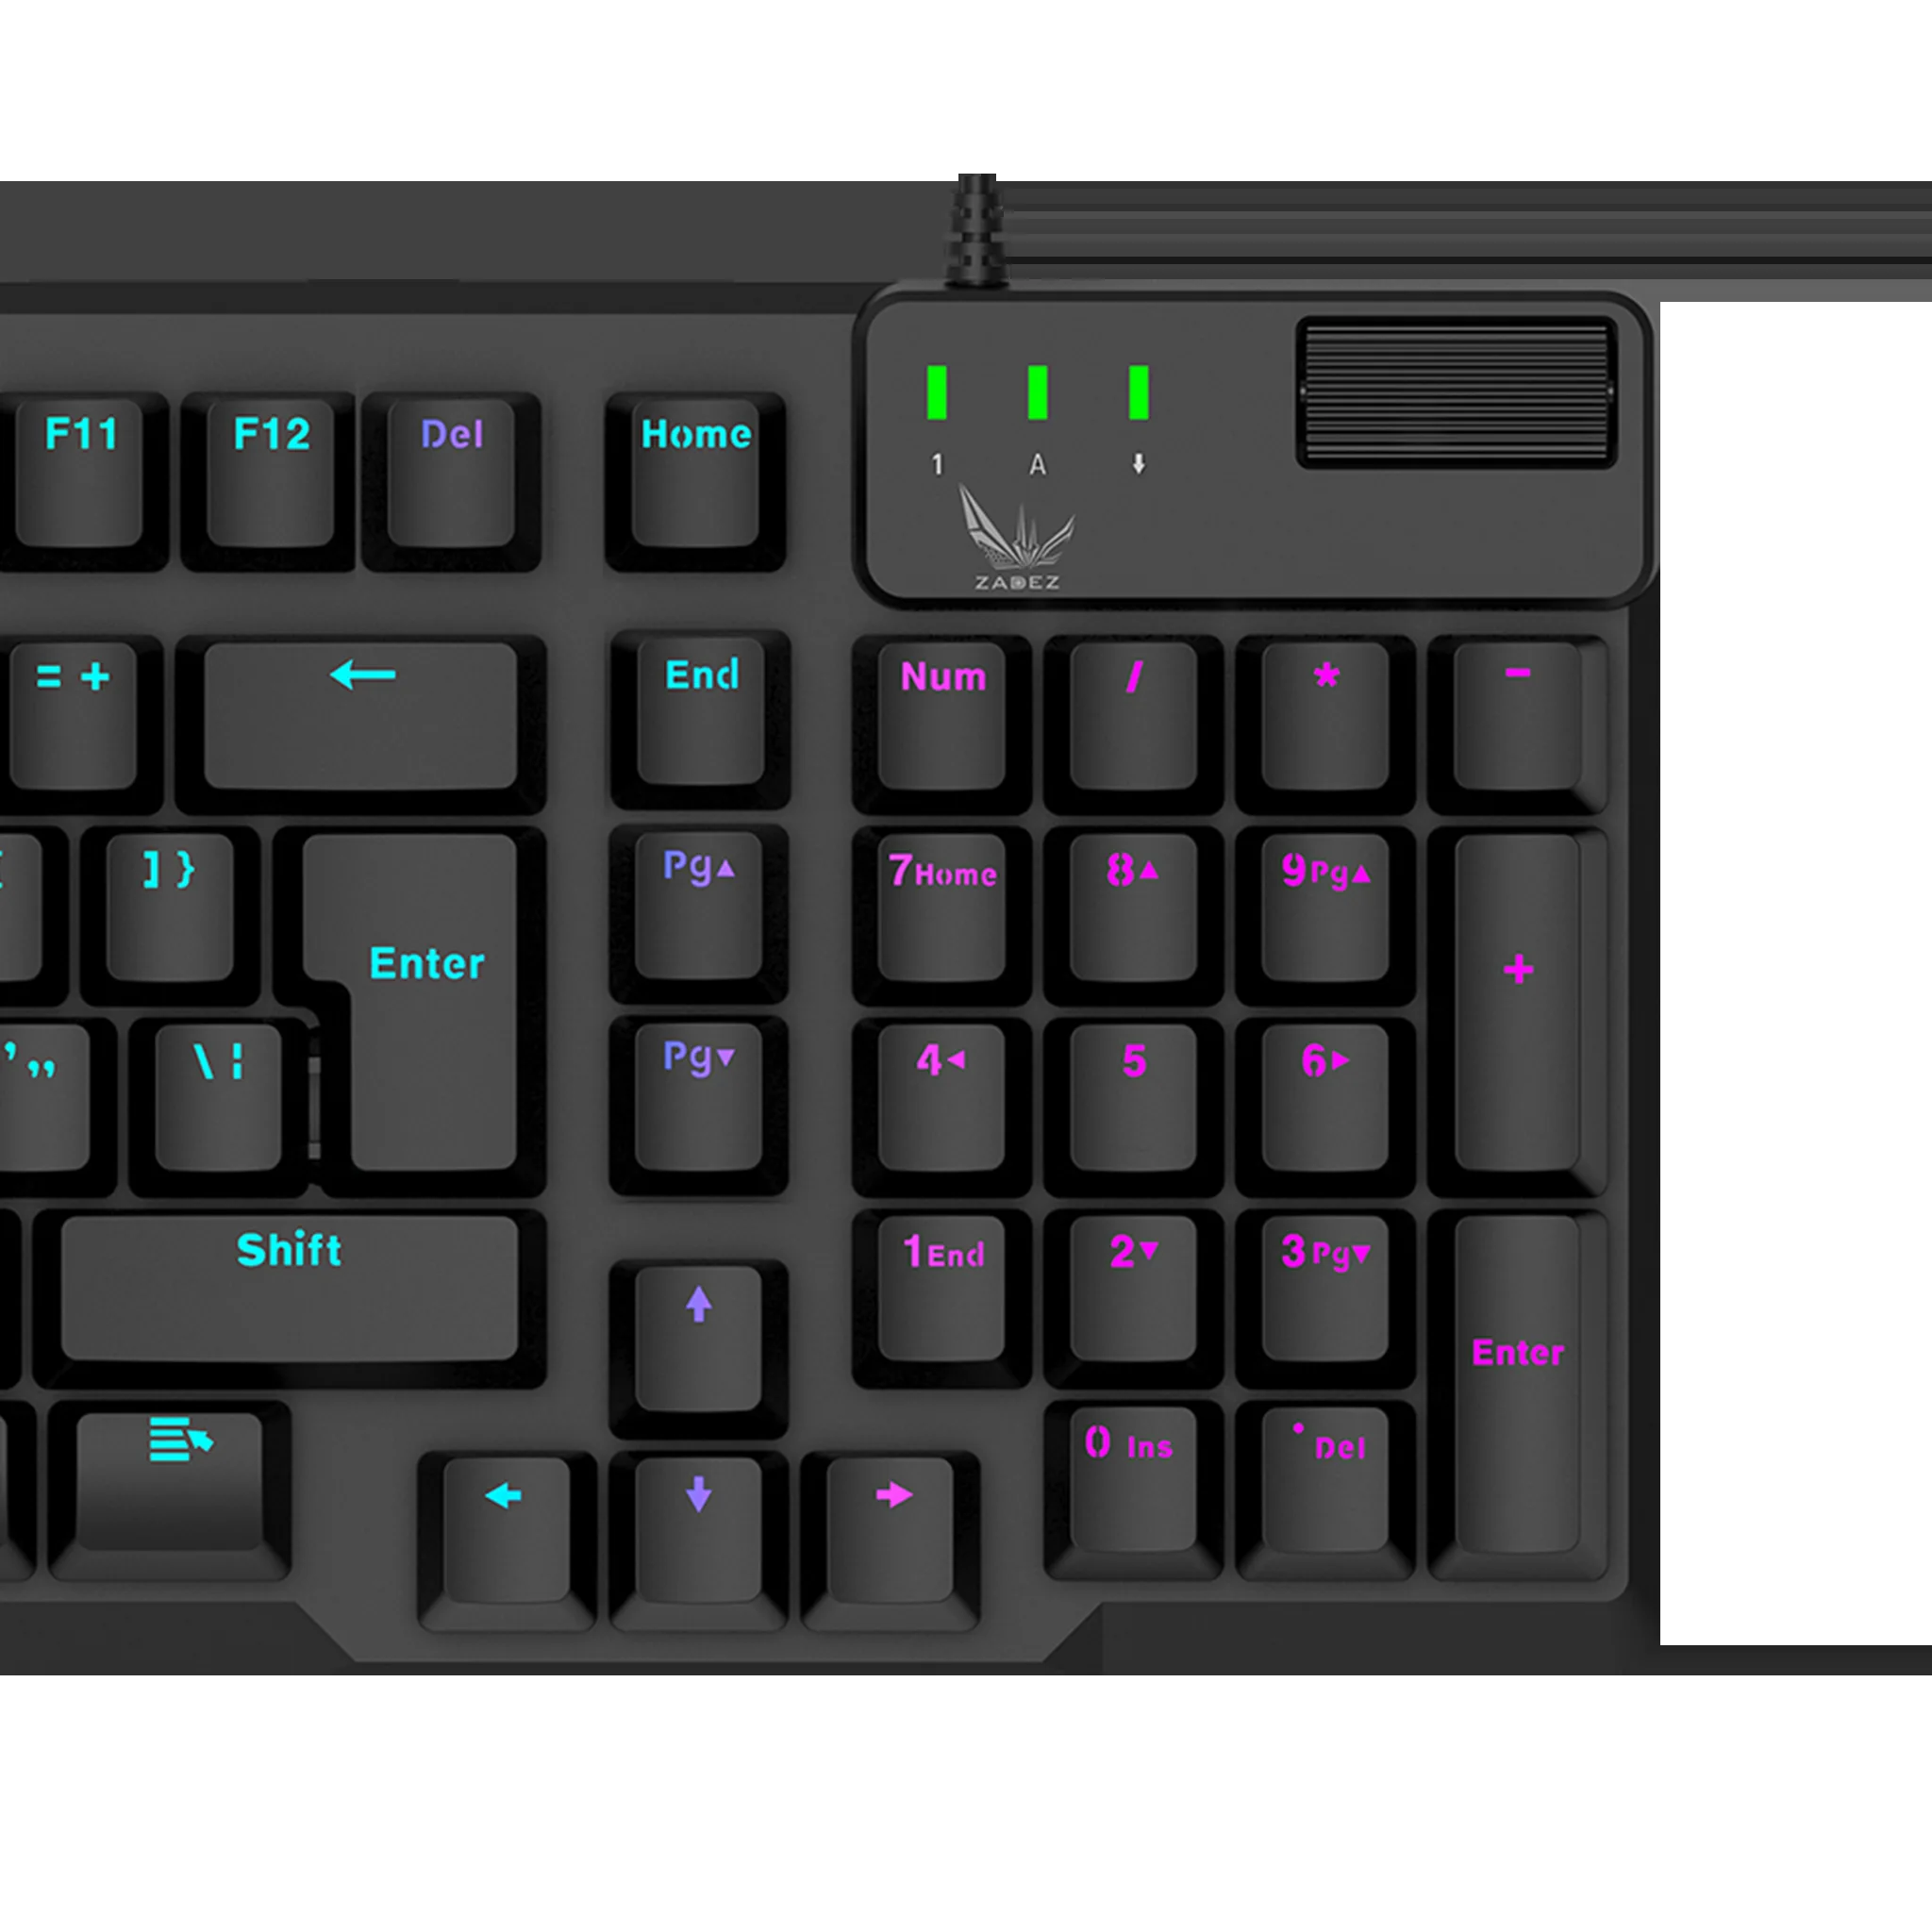 F11 F12 Del Home
1 A
ZADEZ
= + ← End Num / * -
] } Enter Pg▲ 7Home 8▲ 9Pg▲ +
' ,, \ ¦ Pg▼ 4◄ 5 6►
Shift ↑ 1End 2▼ 3Pg▼ Enter
← ↓ → 0 Ins . Del